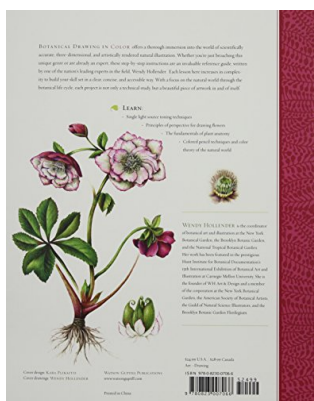 BOTANICAL DRAWING IN COLOR offers a thorough immersion into the world of scientifically
accurate, three-dimensional, and artistically rendered natural illustration. Whether you're just broaching this
unique genre or are already an expert, these step-by-step instructions are an invaluable reference guide, written
by one of the nation's leading experts in the field, Wendy Hollender. Each lesson here increases in complex-
ity to build your skill set in a clear, concise, and accessible way. With a focus on the natural world through the
botanical life cycle, each project is not only a technical study, but a beautiful piece of artwork in and of itself.
LEARN:
- Single light source toning techniques
- Principles of perspective for drawing flowers
- The fundamentals of plant anatomy
- Colored pencil techniques and color
theory of the natural world
WENDY HOLLENDER is the coordinator
of botanical art and illustration at the New York
Botanical Garden, the Brooklyn Botanic Garden,
and the National Tropical Botanical Garden.
Her work has been featured in the prestigious
Hunt Institute for Botanical Documentation's
International Exhibition of Botanical Art and
Illustration at Carnegie Mellon University. She is
the founder of WH Art & Design and a member
of the corporation at the New York Botanical
Garden, the American Society of Botanical Artists,
the Guild of Natural Science Illustrators, and the
Brooklyn Botanic Garden Florilegium.
$24.99 U.S.A.
Art - Drawing
Cover design:
Cover drawings: WENDY HOLLENDER
WATSON-GUPTILL PUBLICATIONS
Printed in China
52499